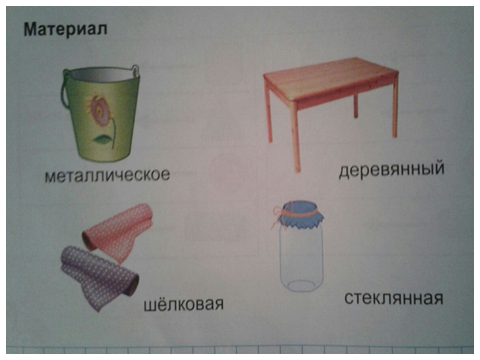 Материал
металлическое
деревянный
шёлковая
стеклянная